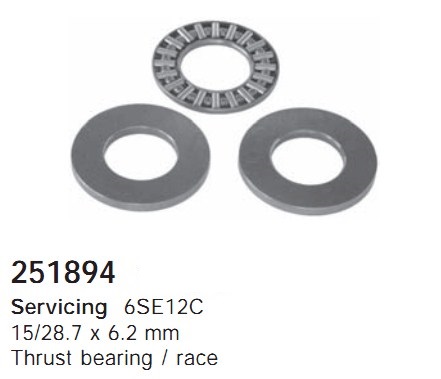 251894
Servicing 6SE12C
15/28.7 x 6.2 mm
Thrust bearing / race